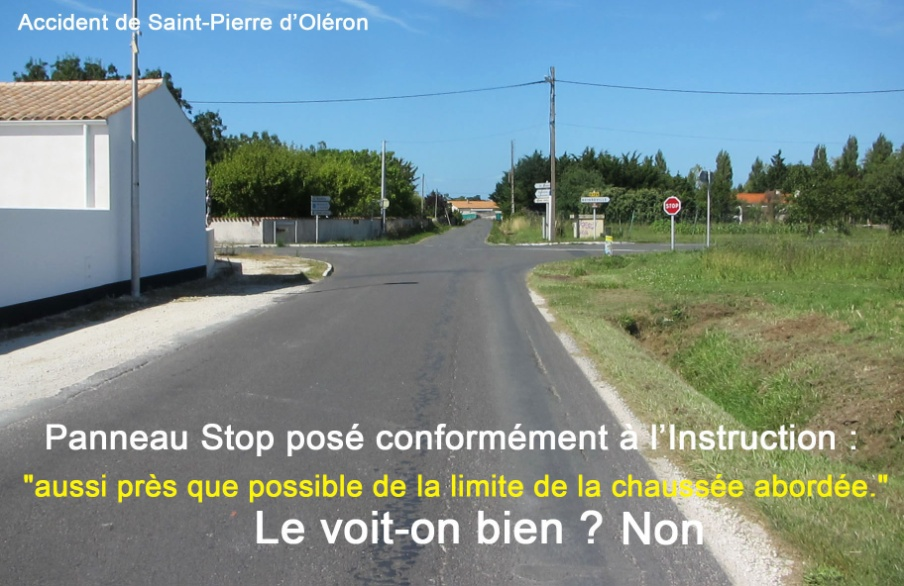 Accident de Saint-Pierre d’Oléron
STOP
Panneau Stop posé conformément à l’Instruction :
"aussi près que possible de la limite de la chaussée abordée."
Le voit-on bien ? Non